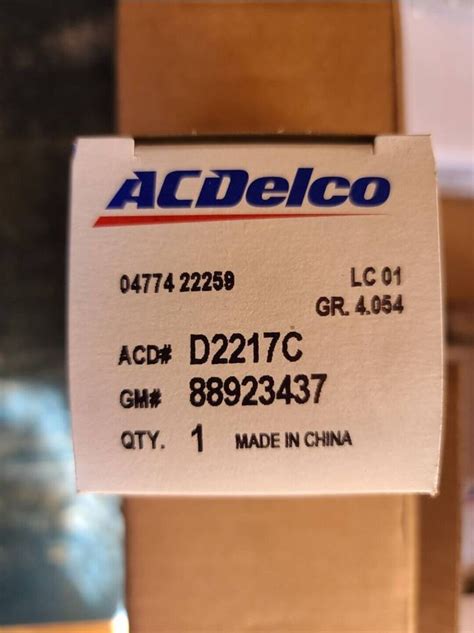 ACDelco
04774 22259
LC 01
GR. 4.054
ACD# D2217C
GM# 88923437
QTY. 1 MADE IN CHINA